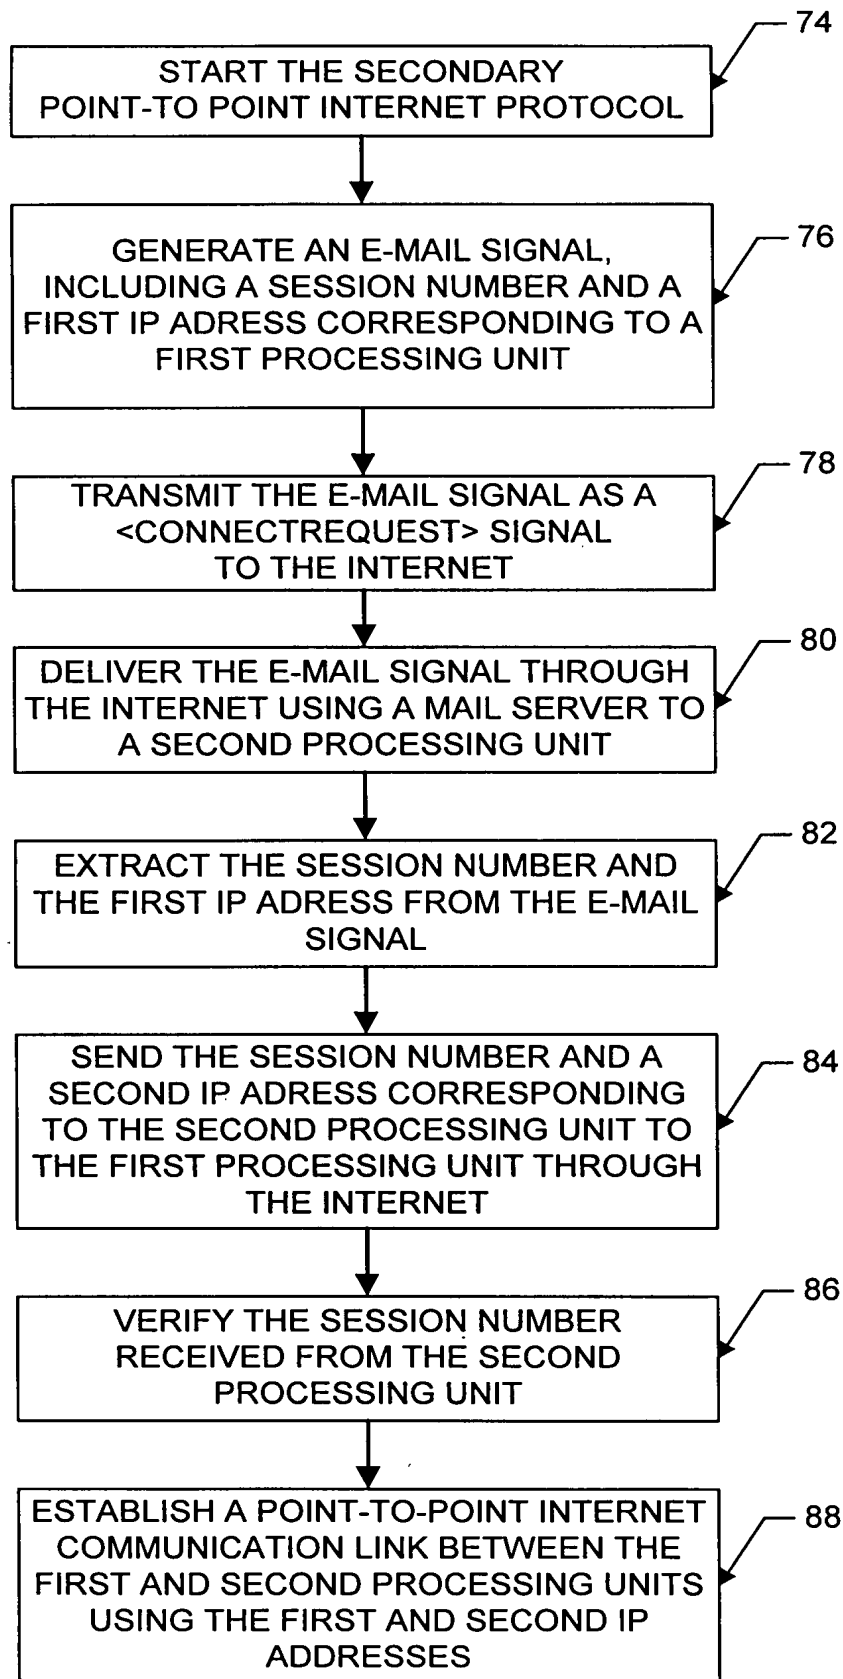 74
START THE SECONDARY
POINT-TO POINT INTERNET PROTOCOL
76
GENERATE AN E-MAIL SIGNAL,
INCLUDING A SESSION NUMBER AND A
FIRST IP ADRESS CORRESPONDING TO A
FIRST PROCESSING UNIT
78
TRANSMIT THE E-MAIL SIGNAL AS A
<CONNECTREQUEST> SIGNAL
TO THE INTERNET
80
DELIVER THE E-MAIL SIGNAL THROUGH
THE INTERNET USING A MAIL SERVER TO
A SECOND PROCESSING UNIT
82
EXTRACT THE SESSION NUMBER AND
THE FIRST IP ADRESS FROM THE E-MAIL
SIGNAL
84
SEND THE SESSION NUMBER AND A
SECOND IP ADRESS CORRESPONDING
TO THE SECOND PROCESSING UNIT TO
THE FIRST PROCESSING UNIT THROUGH
THE INTERNET
86
VERIFY THE SESSION NUMBER
RECEIVED FROM THE SECOND
PROCESSING UNIT
88
ESTABLISH A POINT-TO-POINT INTERNET
COMMUNICATION LINK BETWEEN THE
FIRST AND SECOND PROCESSING UNITS
USING THE FIRST AND SECOND IP
ADDRESSES